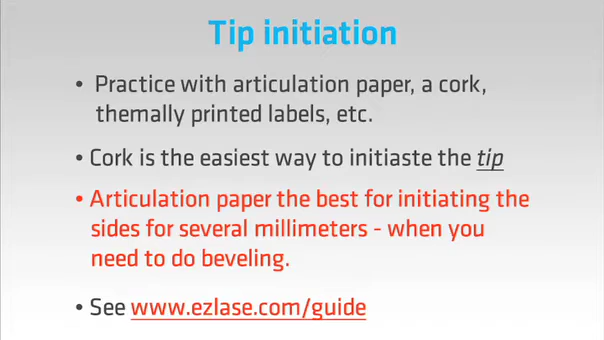 Tip initiation
• Practice with articulation paper, a cork,
themally printed labels, etc.
• Cork is the easiest way to initiaste the tip
• Articulation paper the best for initiating the
sides for several millimeters - when you
need to do beveling.
• See www.ezlase.com/guide